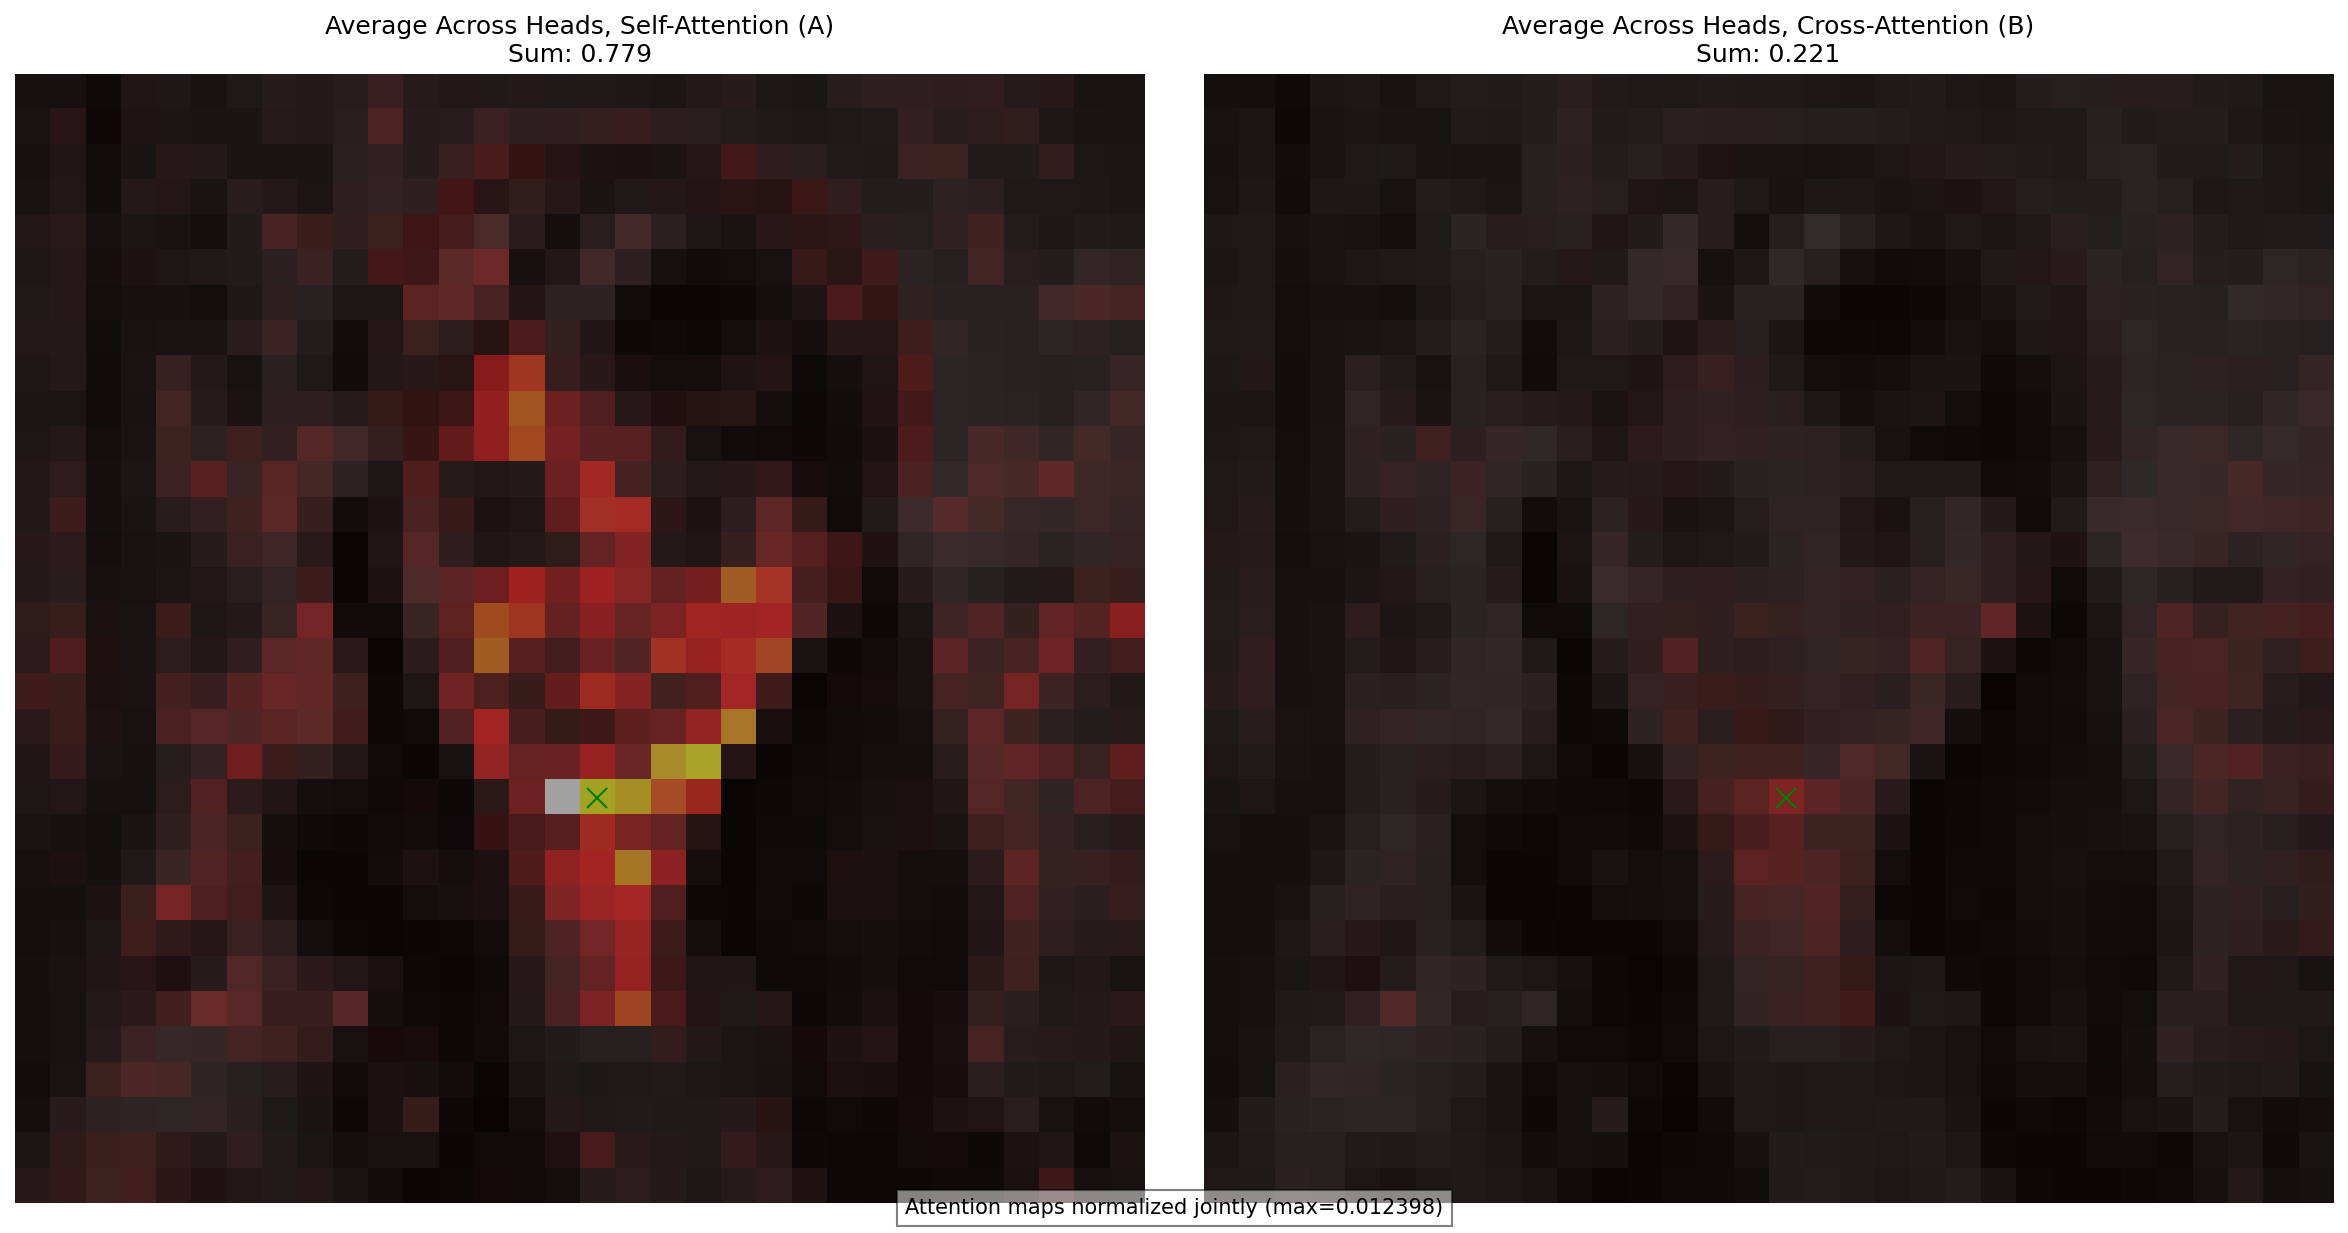 Average Across Heads, Self-Attention (A)
Sum: 0.779
Average Across Heads, Cross-Attention (B)
Sum: 0.221
Attention maps normalized jointly (max=0.012398)